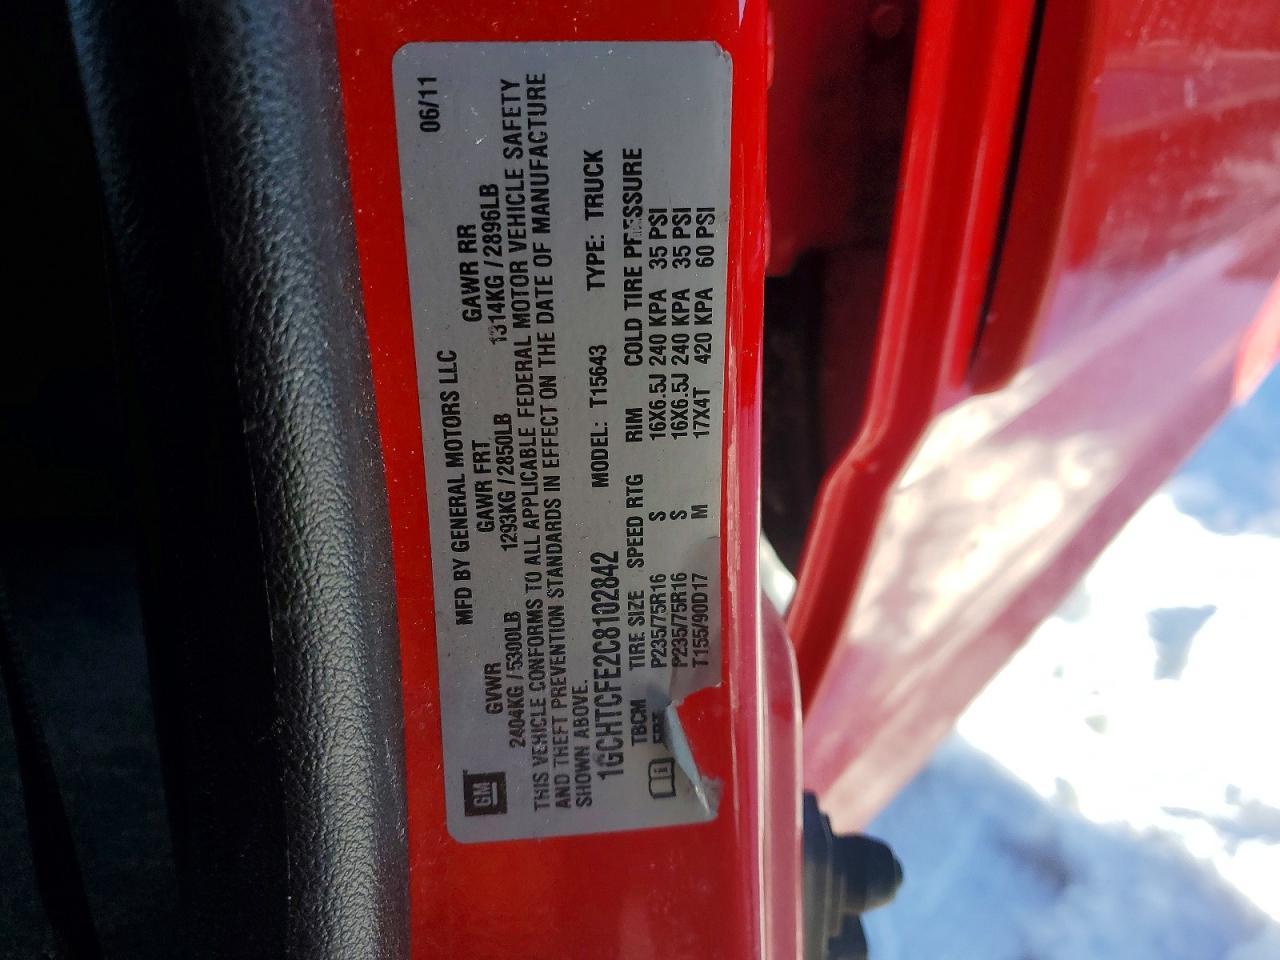 MFD BY GENERAL MOTORS LLC 06/11
GM
GVWR GAWR FRT GAWR RR
2404KG / 5300LB 1293KG / 2850LB 1314KG / 2896LB
THIS VEHICLE CONFORMS TO ALL APPLICABLE FEDERAL MOTOR VEHICLE SAFETY
AND THEFT PREVENTION STANDARDS IN EFFECT ON THE DATE OF MANUFACTURE
SHOWN ABOVE.
1GCHTCFE2C8102842 MODEL: T15643 TYPE: TRUCK
TBCM TIRE SIZE SPEED RTG RIM COLD TIRE PRESSURE
FRT P235/75R16 S 16X6.5J 240 KPA 35 PSI
P235/75R16 S 16X6.5J 240 KPA 35 PSI
T155/90D17 M 17X4T 420 KPA 60 PSI